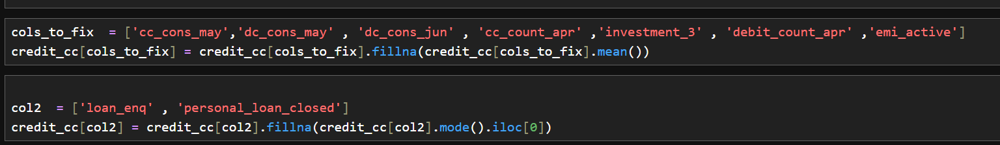 cols_to_fix  = ['cc_cons_may','dc_cons_may' , 'dc_cons_jun' , 'cc_count_apr' ,'investment_3' , 'debit_count_apr' ,'emi_active']
credit_cc[cols_to_fix] = credit_cc[cols_to_fix].fillna(credit_cc[cols_to_fix].mean())
col2  = ['loan_enq' , 'personal_loan_closed']
credit_cc[col2] = credit_cc[col2].fillna(credit_cc[col2].mode().iloc[0])